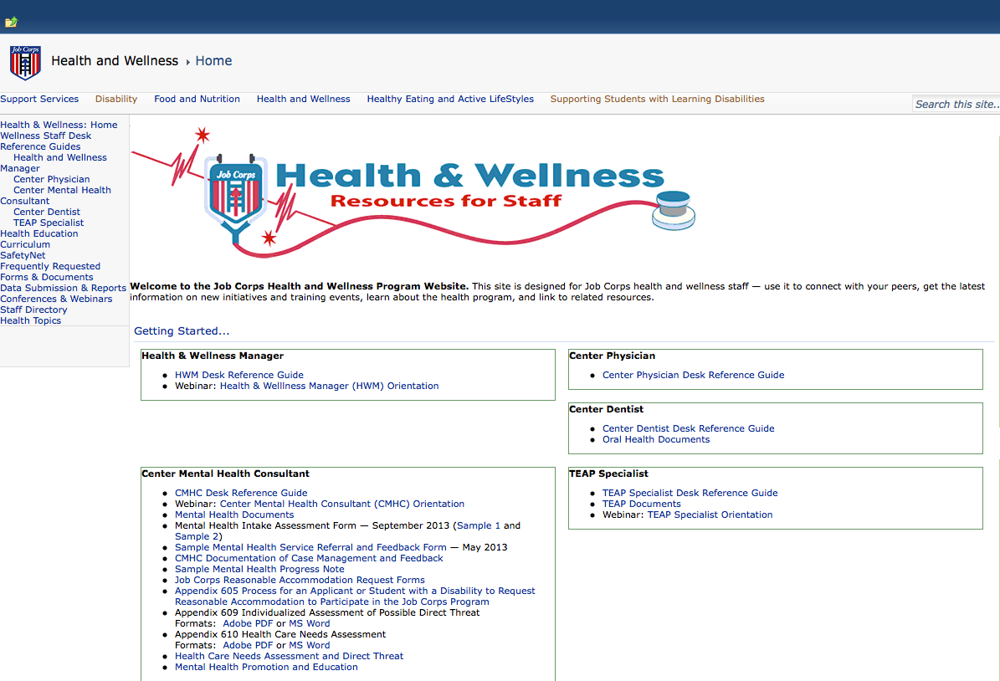 Job Corps
Health and Wellness ▸ Home
Support Services Disability Food and Nutrition Health and Wellness Healthy Eating and Active LifeStyles Supporting Students with Learning Disabilities
Search this site...
Health & Wellness: Home
Wellness Staff Desk
Reference Guides
Health and Wellness
Manager
Center Physician
Center Mental Health
Consultant
Center Dentist
TEAP Specialist
Health Education
Curriculum
SafetyNet
Frequently Requested
Forms & Documents
Data Submission & Reports
Conferences & Webinars
Staff Directory
Health Topics
Job Corps
Health & Wellness
Resources for Staff
Welcome to the Job Corps Health and Wellness Program Website. This site is designed for Job Corps health and wellness staff — use it to connect with your peers, get the latest
information on new initiatives and training events, learn about the health program, and link to related resources.
Getting Started...
Health & Wellness Manager
• HWM Desk Reference Guide
• Webinar: Health & Welllness Manager (HWM) Orientation
Center Physician
• Center Physician Desk Reference Guide
Center Dentist
• Center Dentist Desk Reference Guide
• Oral Health Documents
Center Mental Health Consultant
• CMHC Desk Reference Guide
• Webinar: Center Mental Health Consultant (CMHC) Orientation
• Mental Health Documents
• Mental Health Intake Assessment Form — September 2013 (Sample 1 and
Sample 2)
• Sample Mental Health Service Referral and Feedback Form — May 2013
• CMHC Documentation of Case Management and Feedback
• Sample Mental Health Progress Note
• Job Corps Reasonable Accommodation Request Forms
• Appendix 605 Process for an Applicant or Student with a Disability to Request
Reasonable Accommodation to Participate in the Job Corps Program
• Appendix 609 Individualized Assessment of Possible Direct Threat
Formats: Adobe PDF or MS Word
• Appendix 610 Health Care Needs Assessment
Formats: Adobe PDF or MS Word
• Health Care Needs Assessment and Direct Threat
• Mental Health Promotion and Education
TEAP Specialist
• TEAP Specialist Desk Reference Guide
• TEAP Documents
• Webinar: TEAP Specialist Orientation